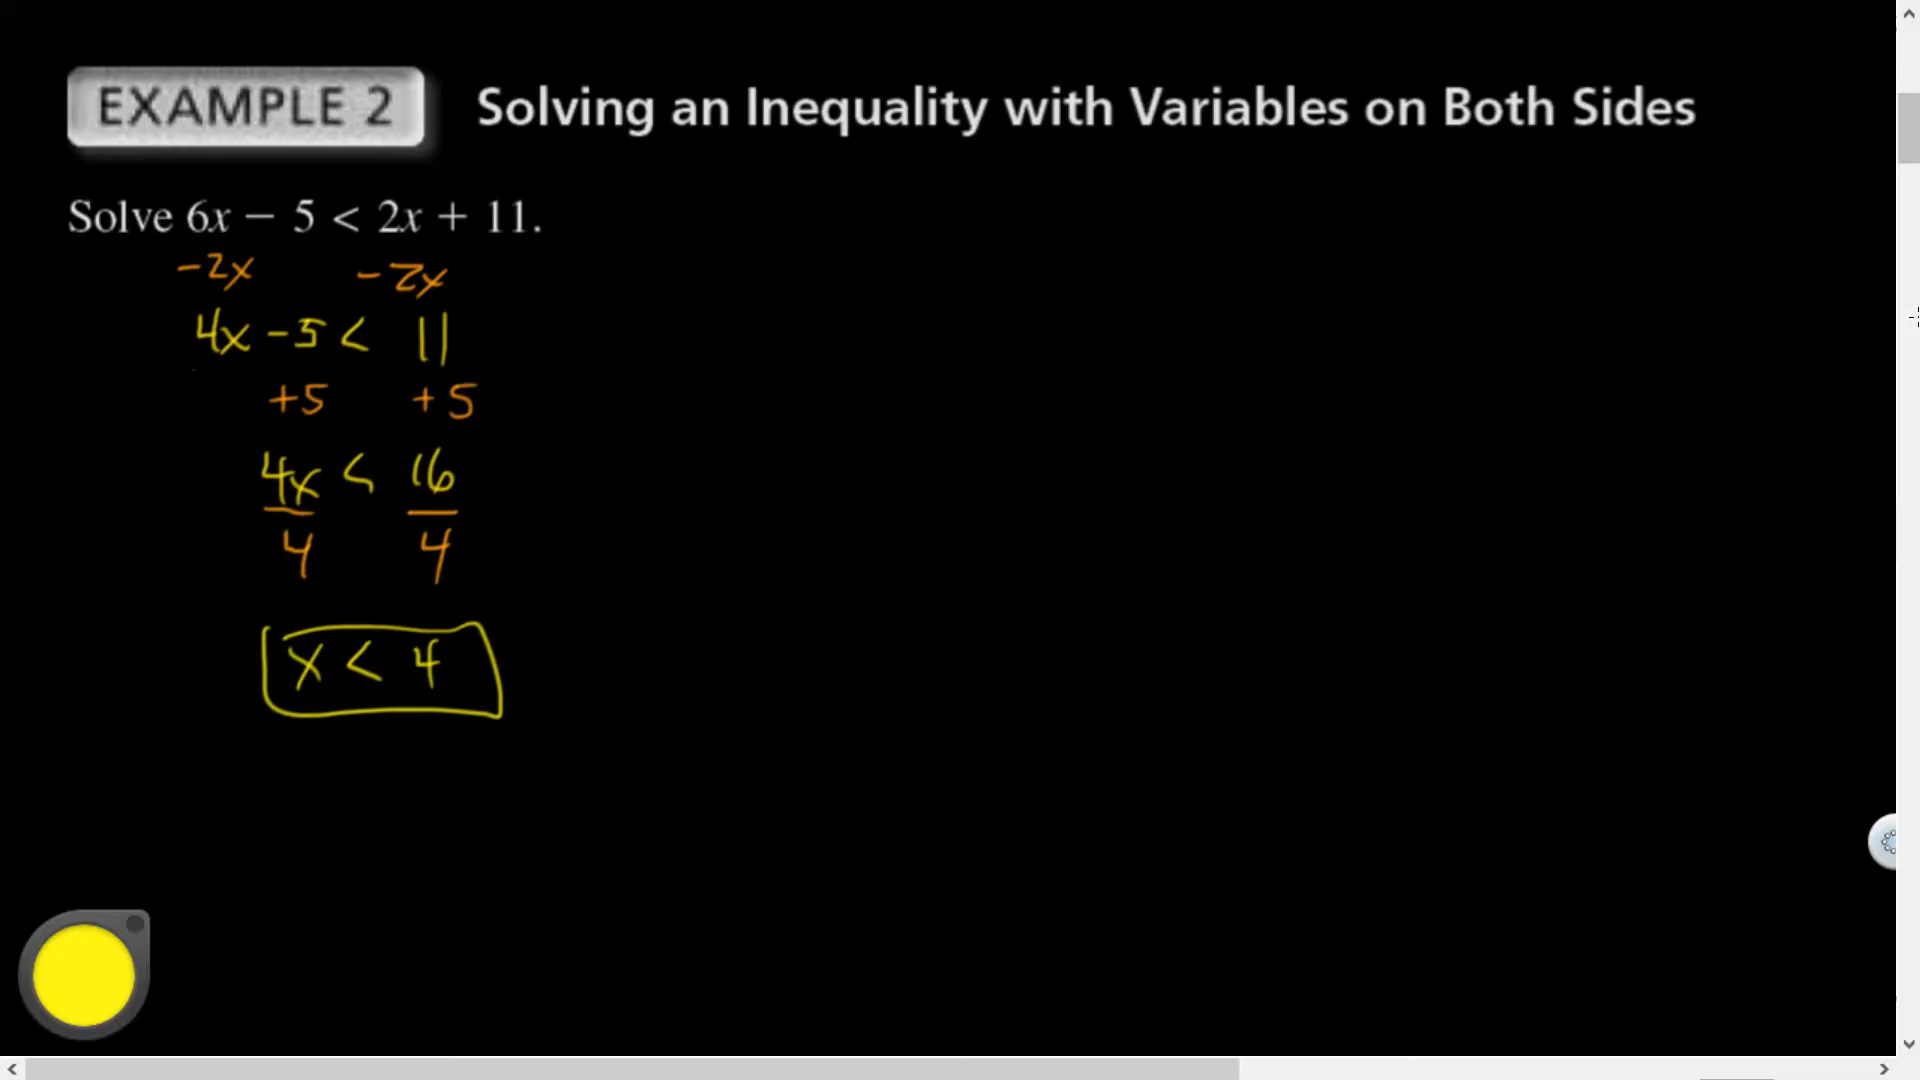 EXAMPLE 2 Solving an Inequality with Variables on Both Sides
Solve 6x − 5 < 2x + 11.
-2x -2x
4x -5 < 11
+5 +5
4x < 16
4 4
x < 4